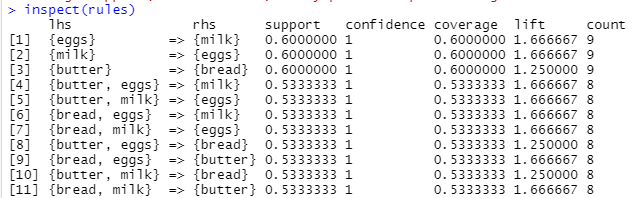 > inspect(rules)
lhs rhs support confidence coverage lift count
[1] {eggs} => {milk} 0.6000000 1 0.6000000 1.666667 9
[2] {milk} => {eggs} 0.6000000 1 0.6000000 1.666667 9
[3] {butter} => {bread} 0.6000000 1 0.6000000 1.250000 9
[4] {butter, eggs} => {milk} 0.5333333 1 0.5333333 1.666667 8
[5] {butter, milk} => {eggs} 0.5333333 1 0.5333333 1.666667 8
[6] {bread, eggs} => {milk} 0.5333333 1 0.5333333 1.666667 8
[7] {bread, milk} => {eggs} 0.5333333 1 0.5333333 1.666667 8
[8] {butter, eggs} => {bread} 0.5333333 1 0.5333333 1.250000 8
[9] {bread, eggs} => {butter} 0.5333333 1 0.5333333 1.666667 8
[10] {butter, milk} => {bread} 0.5333333 1 0.5333333 1.250000 8
[11] {bread, milk} => {butter} 0.5333333 1 0.5333333 1.666667 8